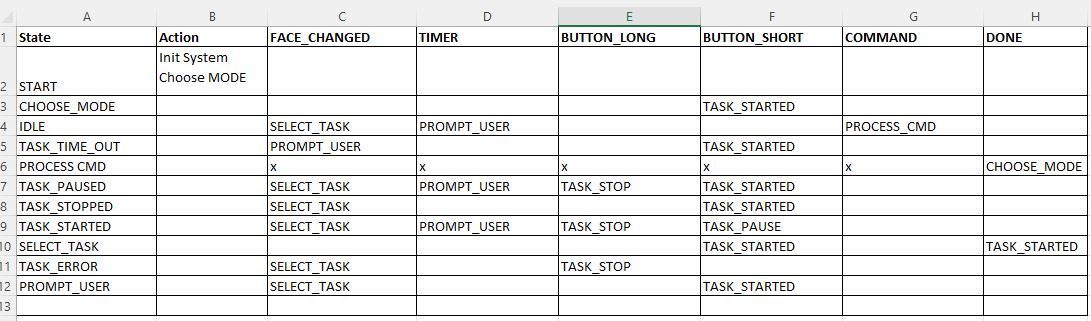 A B C D E F G H
1 State Action FACE_CHANGED TIMER BUTTON_LONG BUTTON_SHORT COMMAND DONE
Init System
Choose MODE
2 START
3 CHOOSE_MODE TASK_STARTED
4 IDLE SELECT_TASK PROMPT_USER PROCESS_CMD
5 TASK_TIME_OUT PROMPT_USER TASK_STARTED
6 PROCESS CMD x x x x x CHOOSE_MODE
7 TASK_PAUSED SELECT_TASK PROMPT_USER TASK_STOP TASK_STARTED
8 TASK_STOPPED SELECT_TASK TASK_STARTED
9 TASK_STARTED SELECT_TASK PROMPT_USER TASK_STOP TASK_PAUSE
10 SELECT_TASK TASK_STARTED TASK_STARTED
11 TASK_ERROR SELECT_TASK TASK_STOP
12 PROMPT_USER SELECT_TASK TASK_STARTED
13